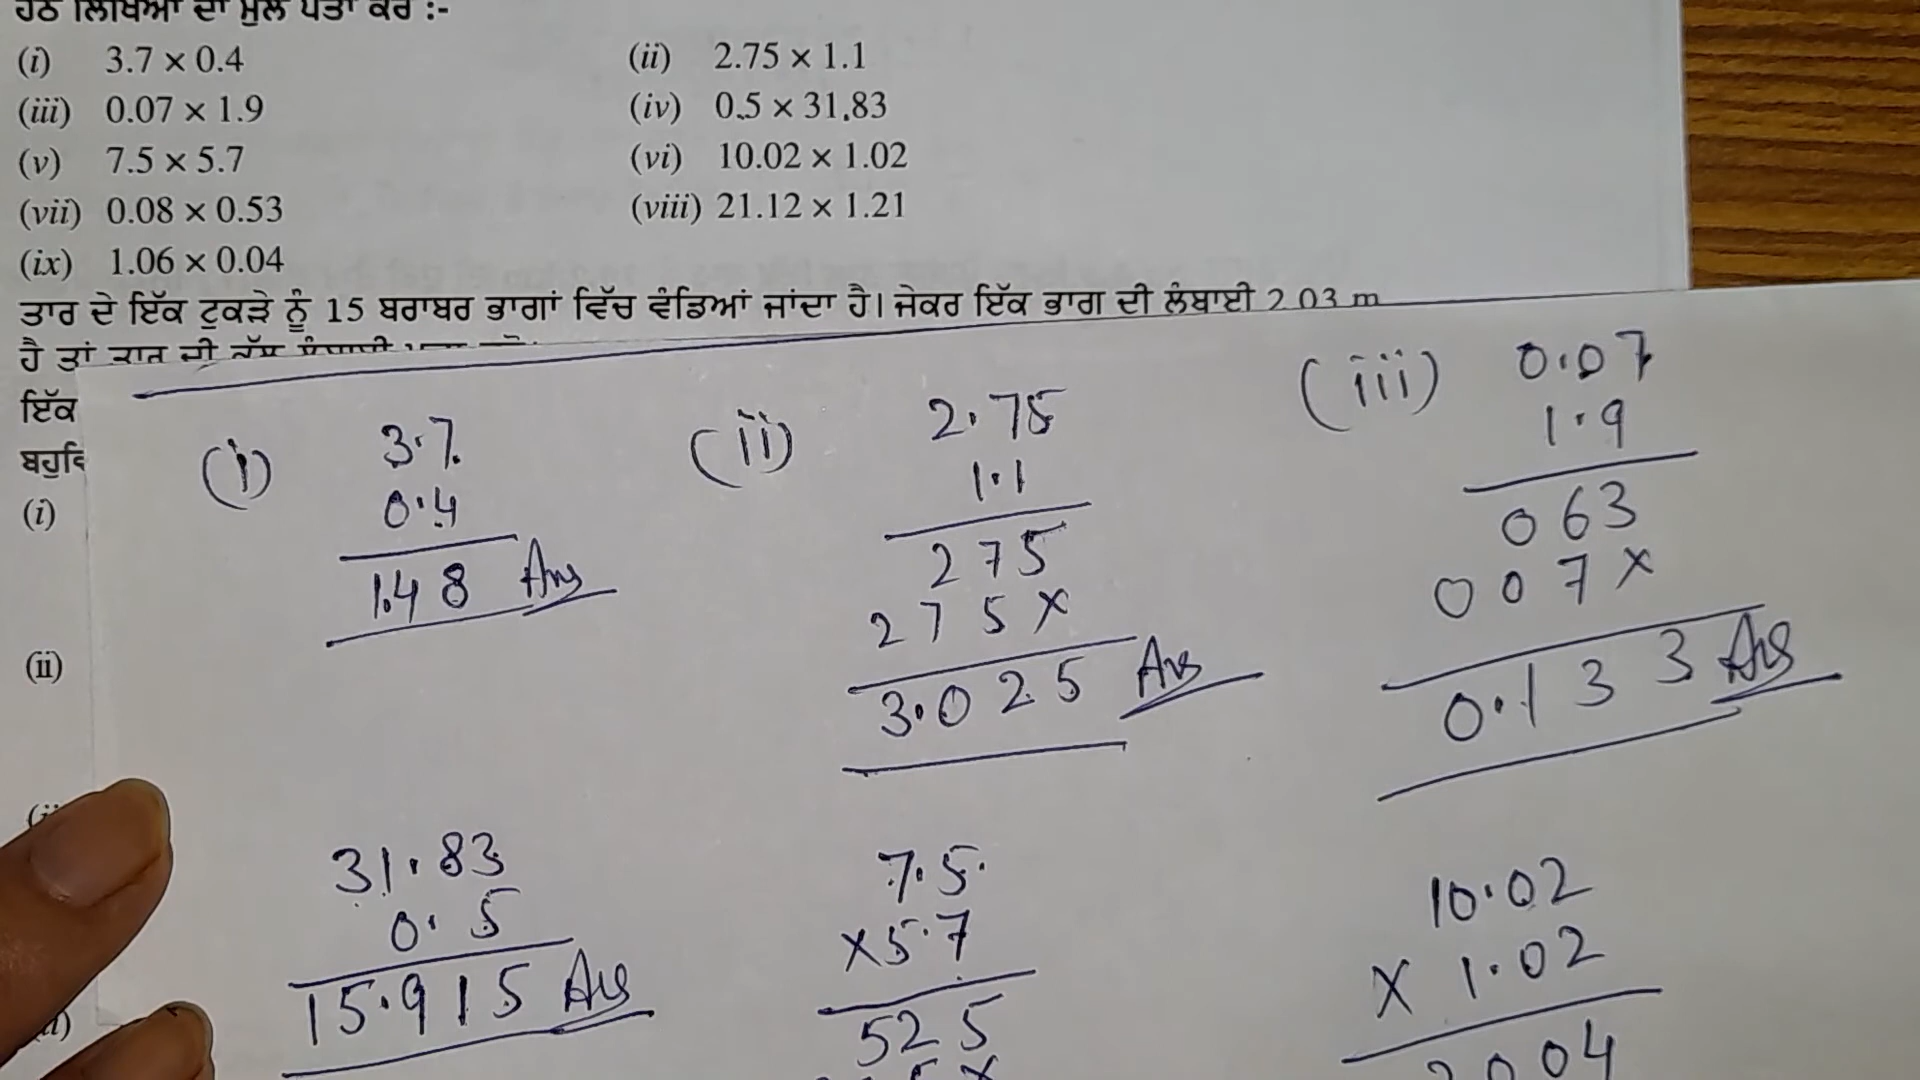 ਹੇਠ ਲਿਖਿਆਂ ਦਾ ਮੁੱਲ ਪਤਾ ਕਰੋ :-
(i) 3.7 × 0.4 (ii) 2.75 × 1.1
(iii) 0.07 × 1.9 (iv) 0.5 × 31.83
(v) 7.5 × 5.7 (vi) 10.02 × 1.02
(vii) 0.08 × 0.53 (viii) 21.12 × 1.21
(ix) 1.06 × 0.04
ਤਾਰ ਦੇ ਇੱਕ ਟੁਕੜੇ ਨੂੰ 15 ਬਰਾਬਰ ਭਾਗਾਂ ਵਿੱਚ ਵੰਡਿਆਂ ਜਾਂਦਾ ਹੈ। ਜੇਕਰ ਇੱਕ ਭਾਗ ਦੀ ਲੰਬਾਈ 2.03 m
ਹੈ ਤਾਂ ਤਾਰ ਦੀ ਕੁੱਲ ਲੰਬਾਈ
ਇੱਕ
(i)
(ii)
(i) 3.7
0.4
1.48 Ans
(ii) 2.75
1.1
275
275×
3.025 Ans
(iii) 0.07
1.9
063
007×
0.133 Ans
31.83
0.5
15.915 Ans
7.5
×5.7
525
10.02
× 1.02
2004